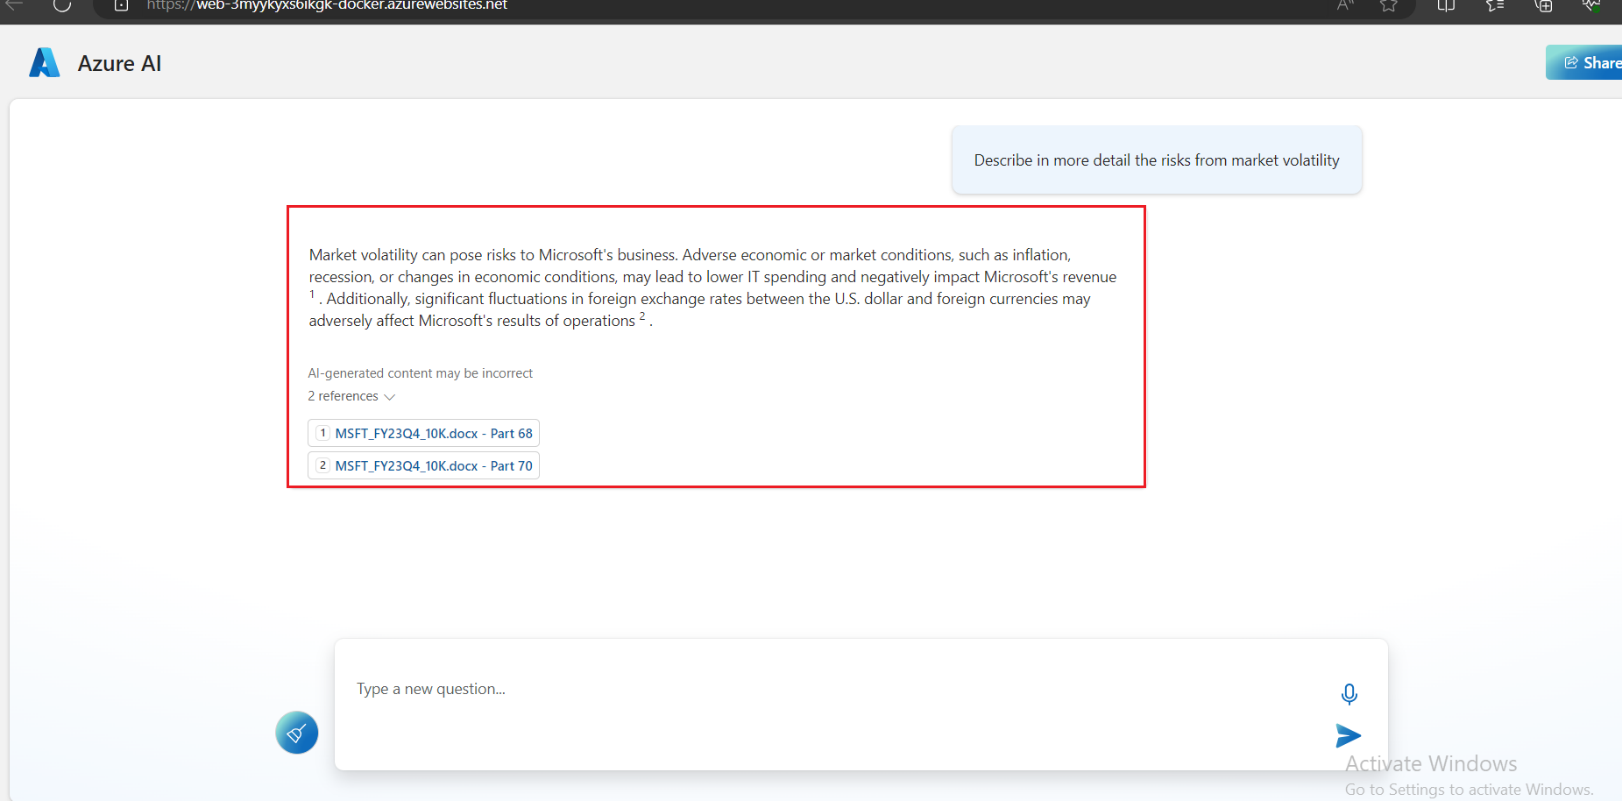 https://web-3myykyxs6ikgk-docker.azurewebsites.net
Azure AI
Share
Describe in more detail the risks from market volatility
Market volatility can pose risks to Microsoft's business. Adverse economic or market conditions, such as inflation,
recession, or changes in economic conditions, may lead to lower IT spending and negatively impact Microsoft's revenue
1 . Additionally, significant fluctuations in foreign exchange rates between the U.S. dollar and foreign currencies may
adversely affect Microsoft's results of operations 2 .
AI-generated content may be incorrect
2 references
1 MSFT_FY23Q4_10K.docx - Part 68
2 MSFT_FY23Q4_10K.docx - Part 70
Type a new question...
Activate Windows
Go to Settings to activate Windows.